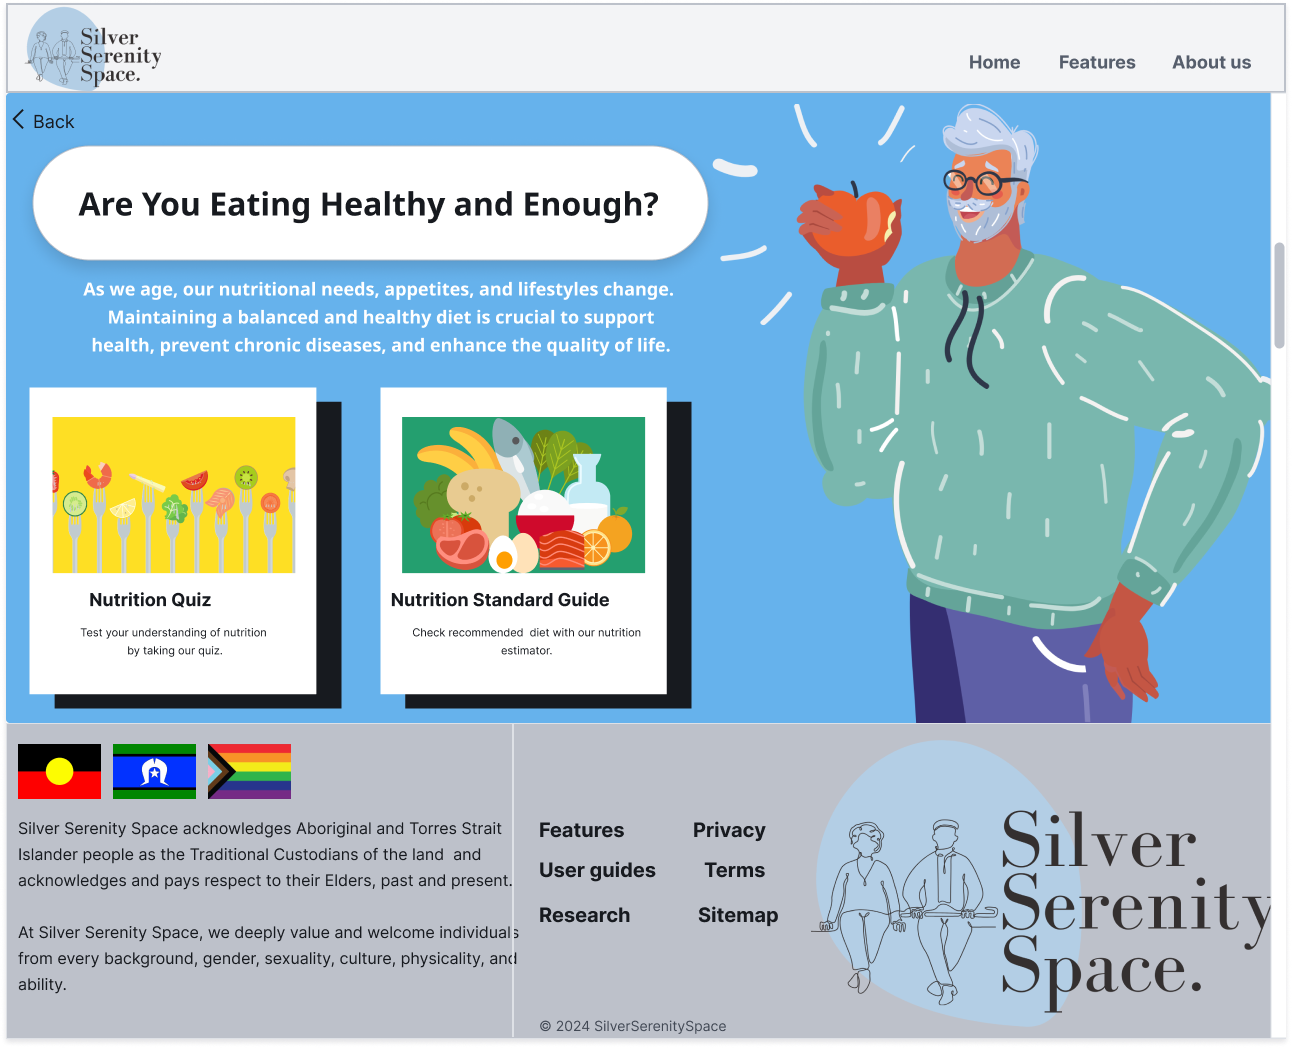 Silver
Serenity
Space.
Home
Features
About us
Back
Are You Eating Healthy and Enough?
As we age, our nutritional needs, appetites, and lifestyles change.
Maintaining a balanced and healthy diet is crucial to support
health, prevent chronic diseases, and enhance the quality of life.
Nutrition Quiz
Test your understanding of nutrition
by taking our quiz.
Nutrition Standard Guide
Check recommended  diet with our nutrition
estimator.
Silver Serenity Space acknowledges Aboriginal and Torres Strait
Islander people as the Traditional Custodians of the land  and
acknowledges and pays respect to their Elders, past and present.
At Silver Serenity Space, we deeply value and welcome individuals
from every background, gender, sexuality, culture, physicality, and
ability.
Features
Privacy
User guides
Terms
Research
Sitemap
© 2024 SilverSerenitySpace
Silver
Serenity
Space.